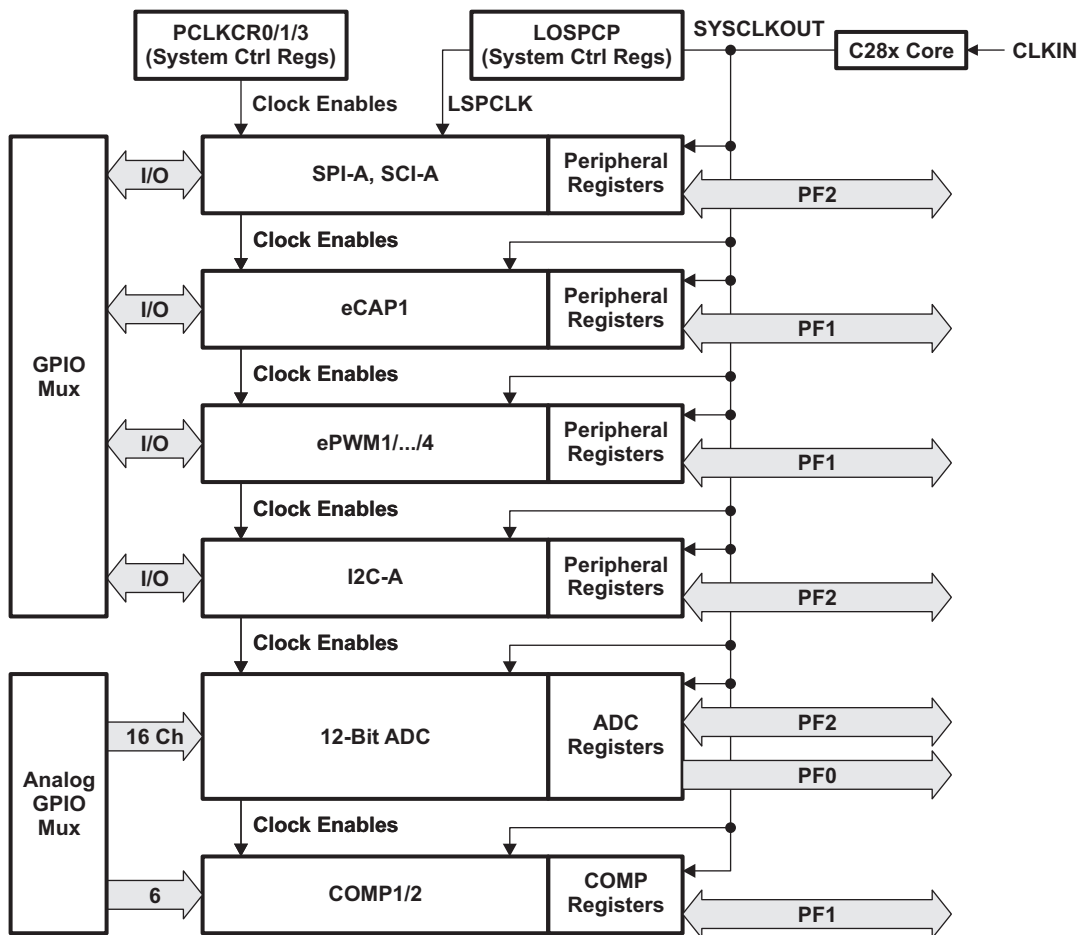 PCLKCR0/1/3
(System Ctrl Regs)
LOSPCP
(System Ctrl Regs)
SYSCLKOUT
C28x Core
CLKIN
Clock Enables
LSPCLK
I/O
SPI-A, SCI-A
Peripheral
Registers
PF2
Clock Enables
I/O
eCAP1
Peripheral
Registers
PF1
Clock Enables
GPIO
Mux
I/O
ePWM1/.../4
Peripheral
Registers
PF1
Clock Enables
I/O
I2C-A
Peripheral
Registers
PF2
Clock Enables
16 Ch
12-Bit ADC
ADC
Registers
PF2
PF0
Analog
GPIO
Mux
Clock Enables
6
COMP1/2
COMP
Registers
PF1